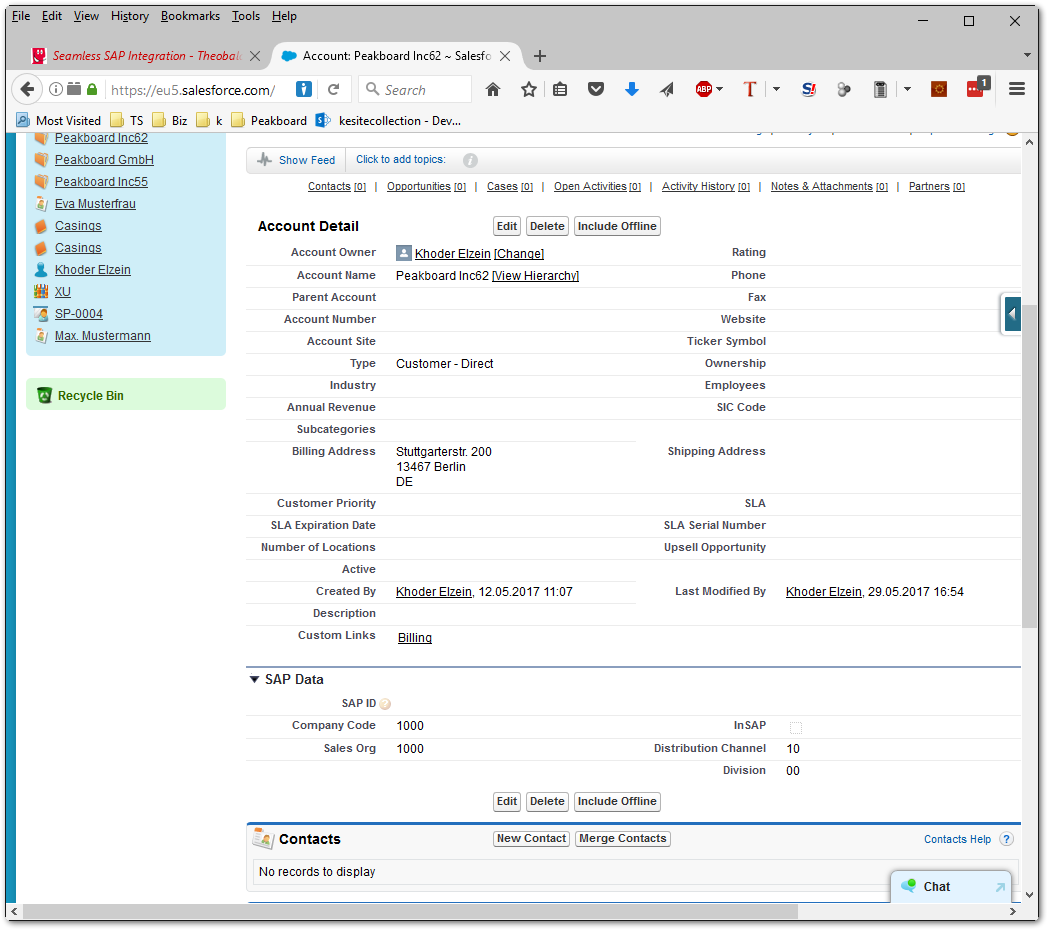 File Edit View History Bookmarks Tools Help
Seamless SAP Integration - Theobal
Account: Peakboard Inc62 ~ Salesfo
https://eu5.salesforce.com/
Search
ABP
T
S!
1
Most Visited TS Biz k Peakboard kesitecollection - Dev...
Peakboard Inc62
Peakboard GmbH
Peakboard Inc55
Eva Musterfrau
Casings
Casings
Khoder Elzein
XU
SP-0004
Max. Mustermann
Recycle Bin
Show Feed Click to add topics:
Contacts [0] | Opportunities [0] | Cases [0] | Open Activities [0] | Activity History [0] | Notes & Attachments [0] | Partners [0]
Account Detail Edit Delete Include Offline
Account Owner Khoder Elzein [Change] Rating
Account Name Peakboard Inc62 [View Hierarchy] Phone
Parent Account Fax
Account Number Website
Account Site Ticker Symbol
Type Customer - Direct Ownership
Industry Employees
Annual Revenue SIC Code
Subcategories
Billing Address Stuttgarterstr. 200 Shipping Address
13467 Berlin
DE
Customer Priority SLA
SLA Expiration Date SLA Serial Number
Number of Locations Upsell Opportunity
Active
Created By Khoder Elzein, 12.05.2017 11:07 Last Modified By Khoder Elzein, 29.05.2017 16:54
Description
Custom Links Billing
SAP Data
SAP ID
Company Code 1000 InSAP
Sales Org 1000 Distribution Channel 10
Division 00
Edit Delete Include Offline
Contacts New Contact Merge Contacts Contacts Help ?
No records to display
Chat